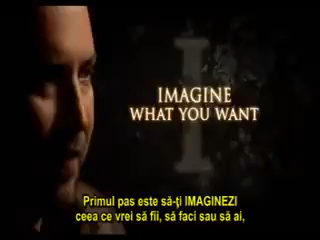 I
IMAGINE
WHAT YOU WANT
Primul pas este să-ţi IMAGINEZI
ceea ce vrei să fii, să faci sau să ai,